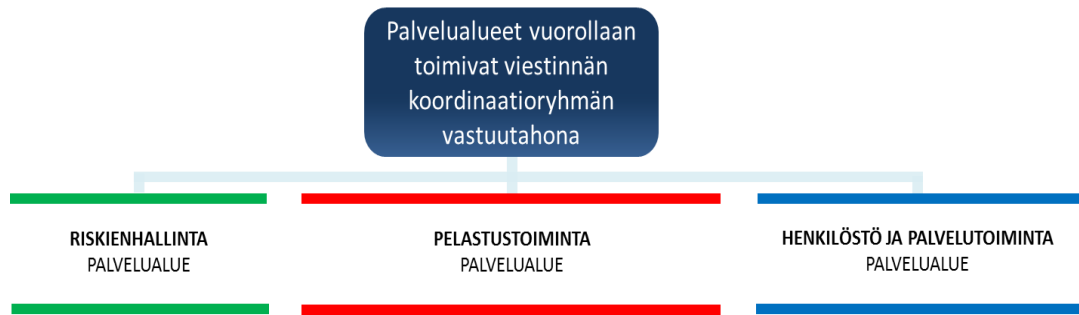 Palvelualueet vuorollaan
toimivat viestinnän
koordinaatioryhmän
vastuutahona
RISKIENHALLINTA
PALVELUALUE
PELASTUSTOIMINTA
PALVELUALUE
HENKILÖSTÖ JA PALVELUTOIMINTA
PALVELUALUE